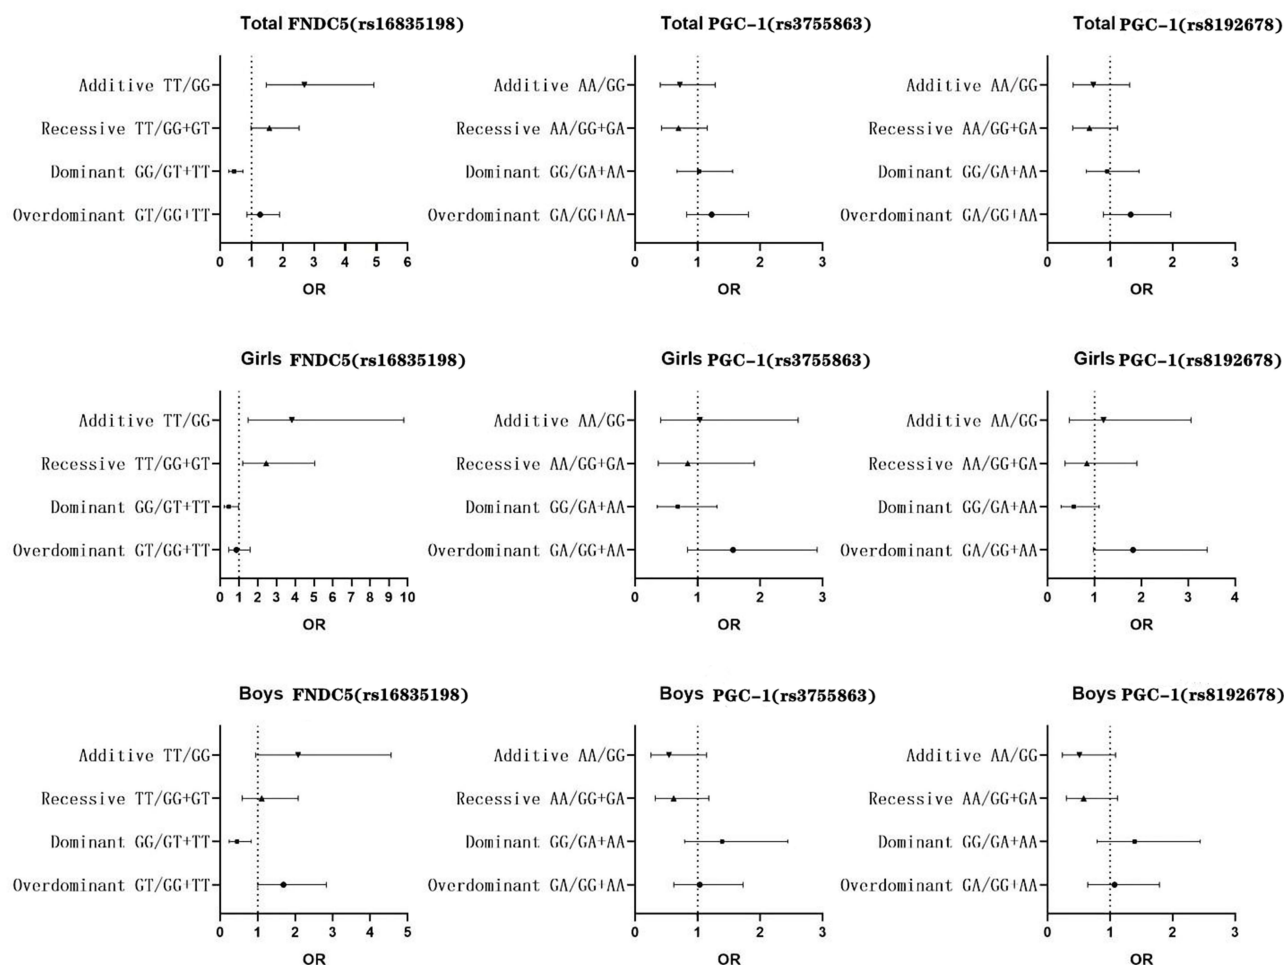 Total FNDC5(rs16835198)
Additive TT/GG
Recessive TT/GG+GT
Dominant GG/GT+TT
Overdominant GT/GG+TT
0 1 2 3 4 5 6
OR
Total PGC-1(rs3755863)
Additive AA/GG
Recessive AA/GG+GA
Dominant GG/GA+AA
Overdominant GA/GG+AA
0 1 2 3
OR
Total PGC-1(rs8192678)
Additive AA/GG
Recessive AA/GG+GA
Dominant GG/GA+AA
Overdominant GA/GG+AA
0 1 2 3
OR
Girls FNDC5(rs16835198)
Additive TT/GG
Recessive TT/GG+GT
Dominant GG/GT+TT
Overdominant GT/GG+TT
0 1 2 3 4 5 6 7 8 9 10
OR
Girls PGC-1(rs3755863)
Additive AA/GG
Recessive AA/GG+GA
Dominant GG/GA+AA
Overdominant GA/GG+AA
0 1 2 3
OR
Girls PGC-1(rs8192678)
Additive AA/GG
Recessive AA/GG+GA
Dominant GG/GA+AA
Overdominant GA/GG+AA
0 1 2 3 4
OR
Boys FNDC5(rs16835198)
Additive TT/GG
Recessive TT/GG+GT
Dominant GG/GT+TT
Overdominant GT/GG+TT
0 1 2 3 4 5
OR
Boys PGC-1(rs3755863)
Additive AA/GG
Recessive AA/GG+GA
Dominant GG/GA+AA
Overdominant GA/GG+AA
0 1 2 3
OR
Boys PGC-1(rs8192678)
Additive AA/GG
Recessive AA/GG+GA
Dominant GG/GA+AA
Overdominant GA/GG+AA
0 1 2 3
OR